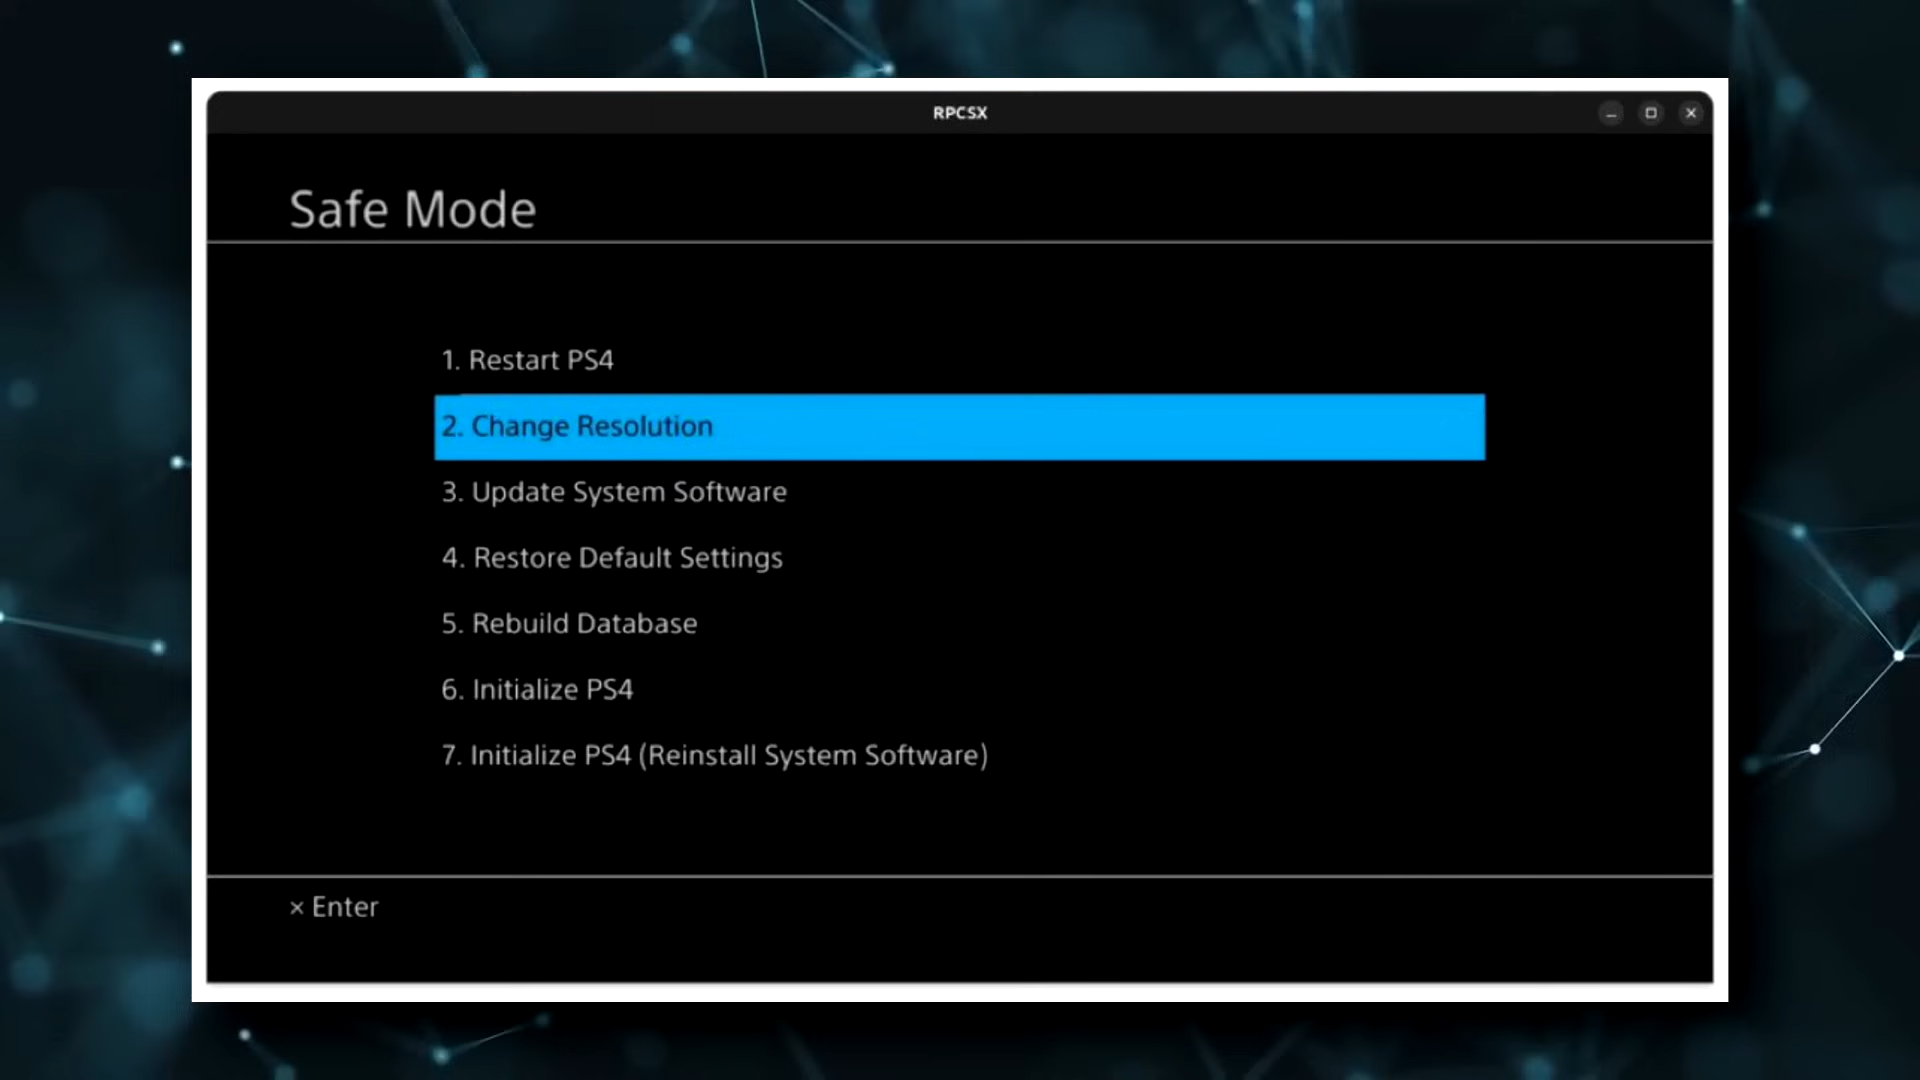 RPCSX
Safe Mode
1. Restart PS4
2. Change Resolution
3. Update System Software
4. Restore Default Settings
5. Rebuild Database
6. Initialize PS4
7. Initialize PS4 (Reinstall System Software)
× Enter